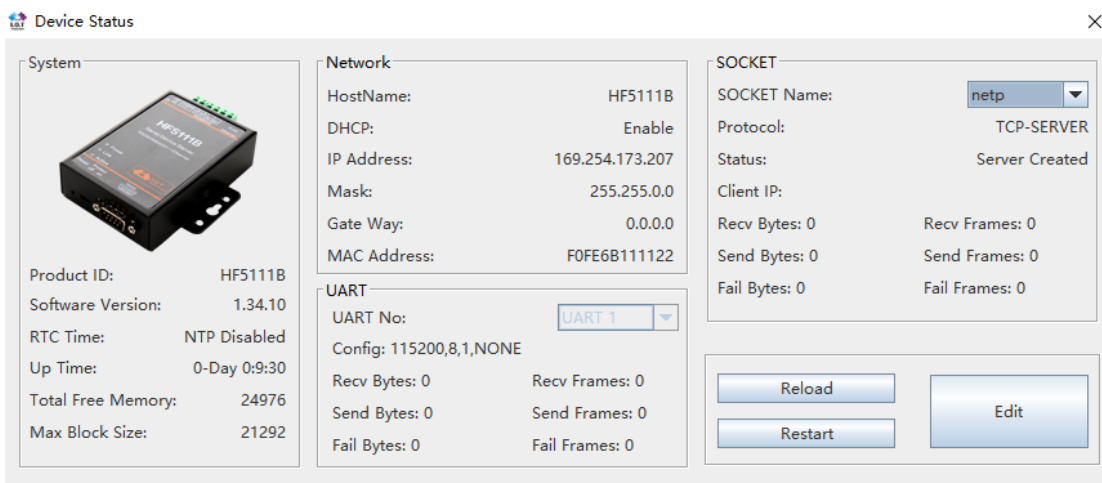 Device Status
System
HF5111B
Serial Device Server
Product ID: HF5111B
Software Version: 1.34.10
RTC Time: NTP Disabled
Up Time: 0-Day 0:9:30
Total Free Memory: 24976
Max Block Size: 21292
Network
HostName: HF5111B
DHCP: Enable
IP Address: 169.254.173.207
Mask: 255.255.0.0
Gate Way: 0.0.0.0
MAC Address: F0FE6B111122
UART
UART No: UART 1
Config: 115200,8,1,NONE
Recv Bytes: 0 Recv Frames: 0
Send Bytes: 0 Send Frames: 0
Fail Bytes: 0 Fail Frames: 0
SOCKET
SOCKET Name: netp
Protocol: TCP-SERVER
Status: Server Created
Client IP:
Recv Bytes: 0 Recv Frames: 0
Send Bytes: 0 Send Frames: 0
Fail Bytes: 0 Fail Frames: 0
Reload
Restart
Edit